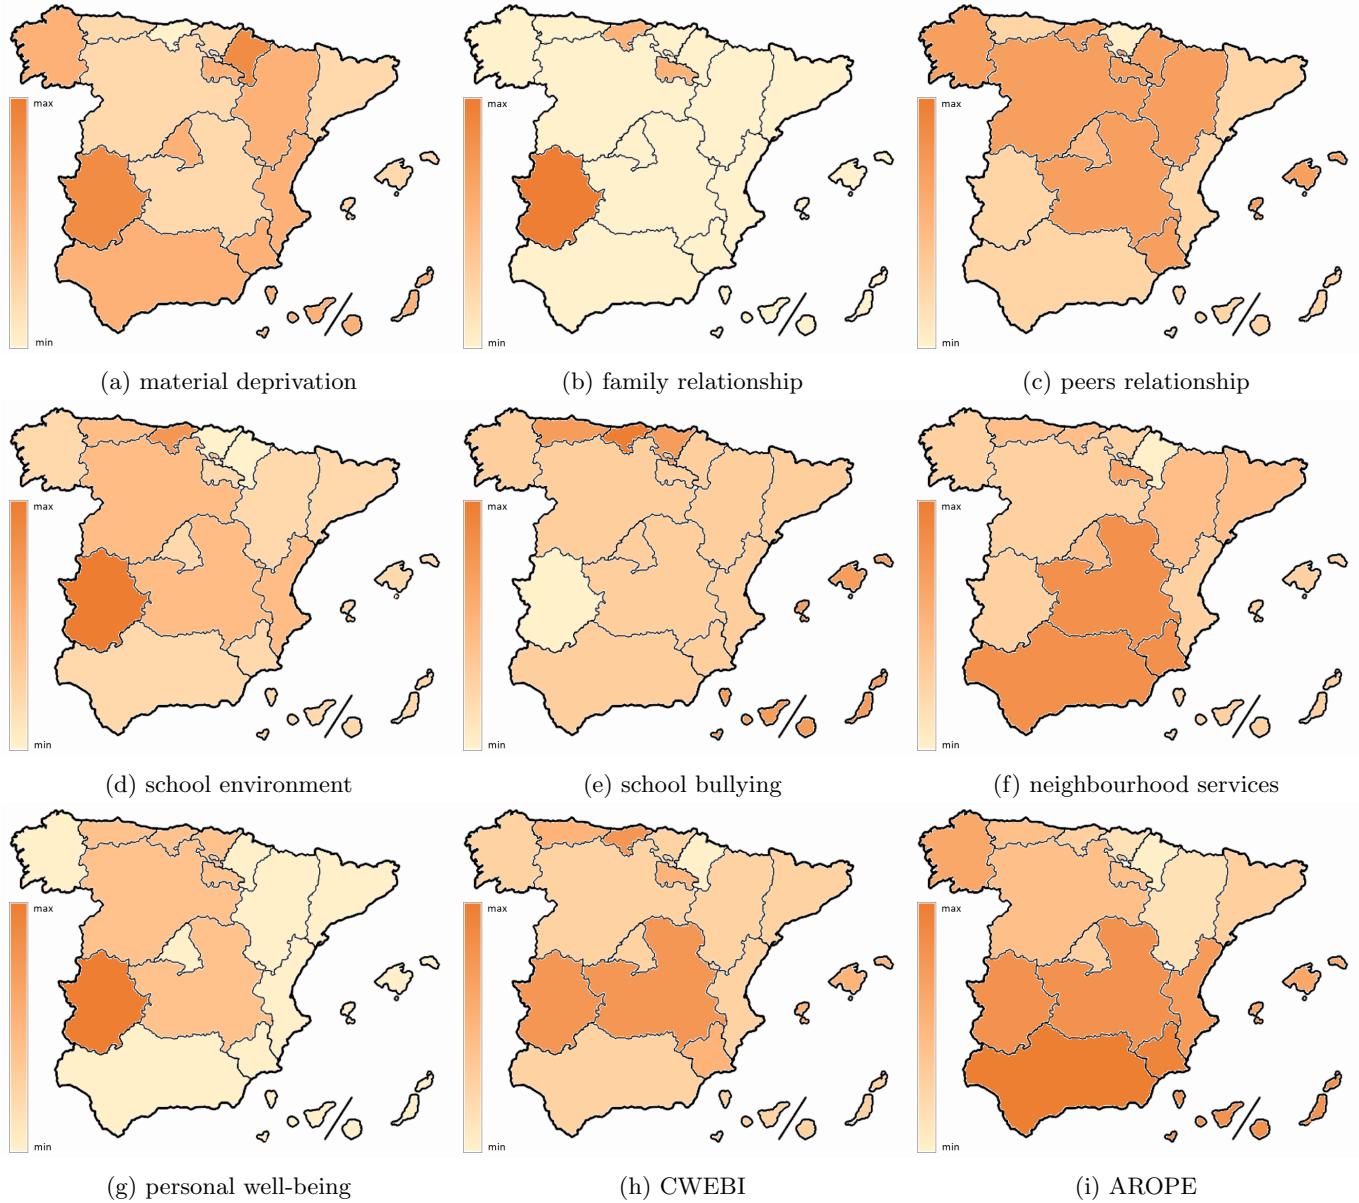 max
max
max
min
min
min
(a) material deprivation
(b) family relationship
(c) peers relationship
max
max
max
min
min
min
(d) school environment
(e) school bullying
(f) neighbourhood services
max
max
max
min
min
min
(g) personal well-being
(h) CWEBI
(i) AROPE